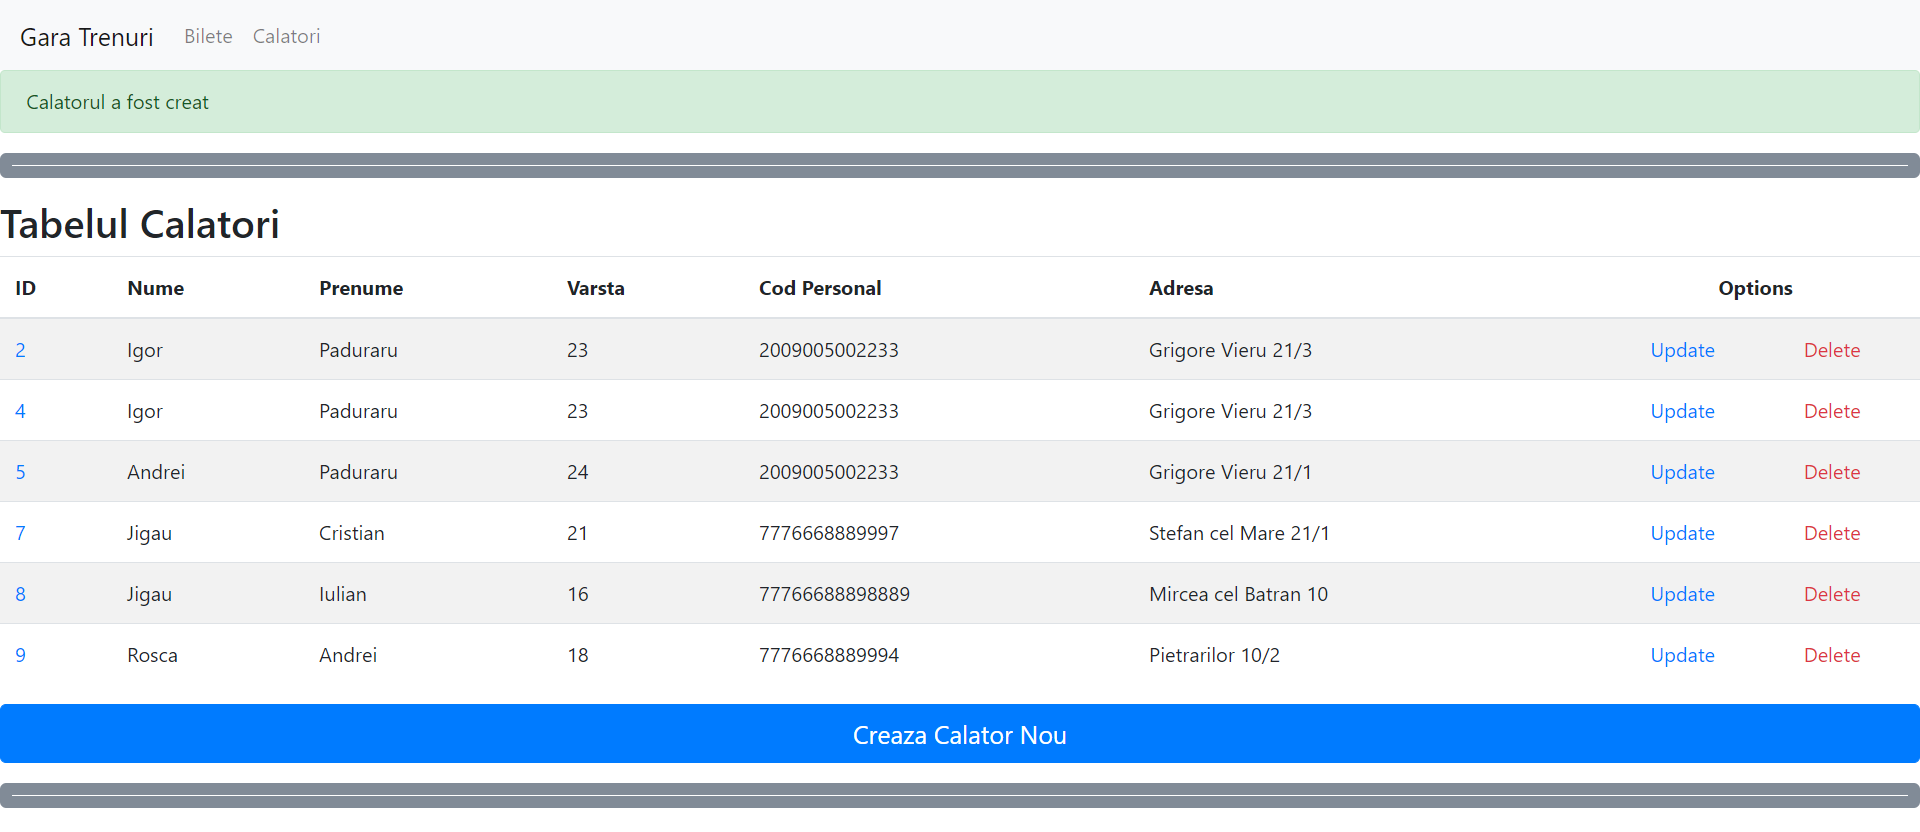 Gara Trenuri Bilete Calatori
Calatorul a fost creat
Tabelul Calatori
ID Nume Prenume Varsta Cod Personal Adresa Options
2 Igor Paduraru 23 2009005002233 Grigore Vieru 21/3 Update Delete
4 Igor Paduraru 23 2009005002233 Grigore Vieru 21/3 Update Delete
5 Andrei Paduraru 24 2009005002233 Grigore Vieru 21/1 Update Delete
7 Jigau Cristian 21 7776668889997 Stefan cel Mare 21/1 Update Delete
8 Jigau Iulian 16 77766688898889 Mircea cel Batran 10 Update Delete
9 Rosca Andrei 18 7776668889994 Pietrarilor 10/2 Update Delete
Creaza Calator Nou